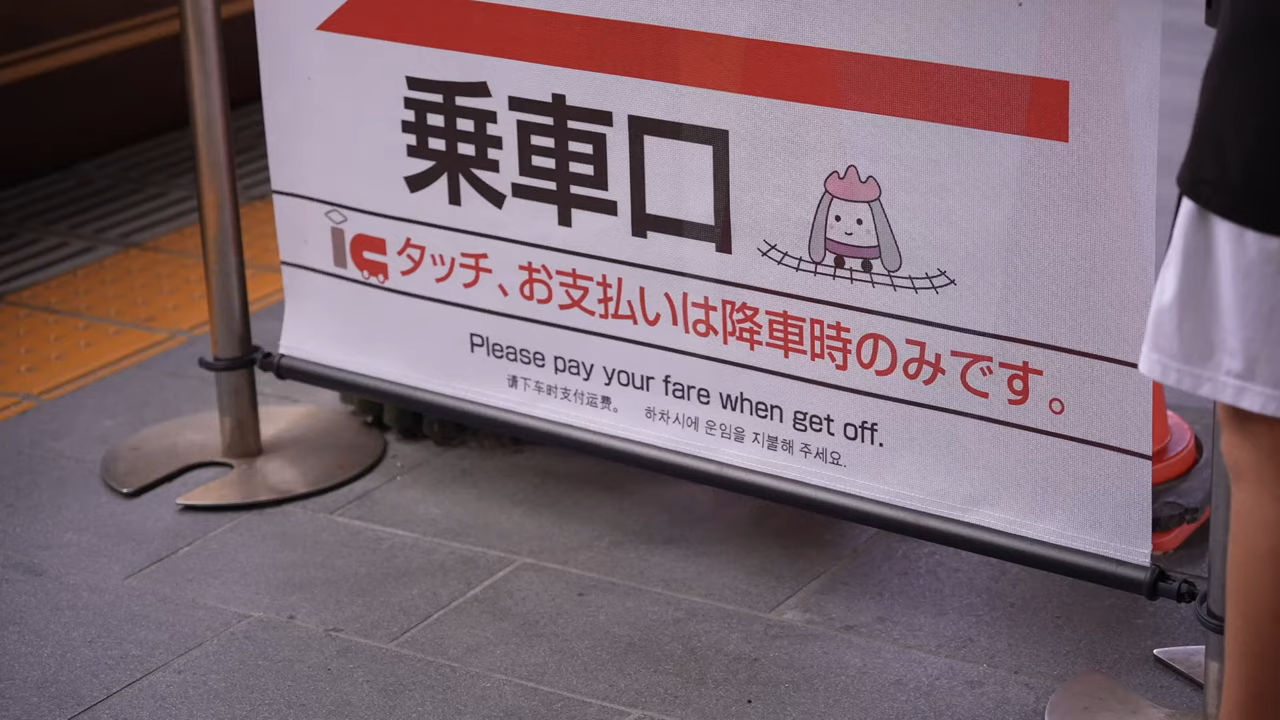 乗車口
icタッチ、お支払いは降車時のみです。
Please pay your fare when get off.
请下车时支付运费。 하차시에 운임을 지불해 주세요.